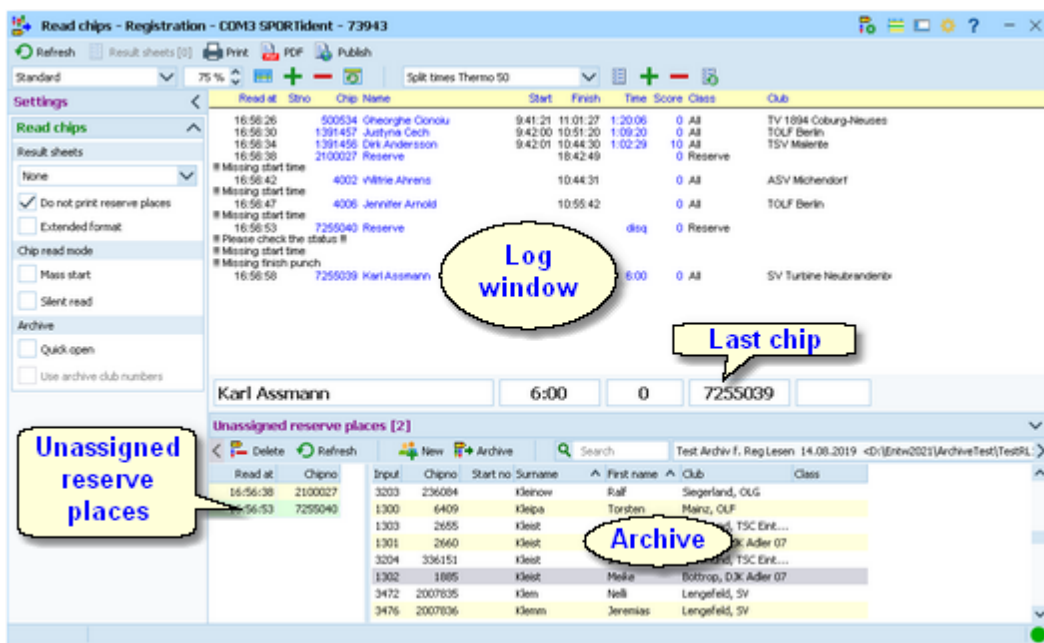 Read chips - Registration - COM3 SPORTident - 73943
Refresh Result sheets [0] Print PDF Publish
Standard 75 % Split times Thermo 50
Settings
Read chips
Result sheets
None
Do not print reserve places
Extended format
Chip read mode
Mass start
Silent read
Archive
Quick open
Use archive club numbers
Read at Stno Chip Name Start Finish Time Score Class Club
16:56:26 500534 Gheorghe Cionoiu 9:41:21 11:01:27 1:20:06 0 All TV 1894 Coburg-Neuses
16:56:30 1391457 Justyna Cech 9:42:00 10:51:20 1:09:20 0 All TOLF Berlin
16:56:34 1391456 Dirk Andersson 9:42:01 10:44:30 1:02:29 10 All TSV Malente
16:56:38 2100027 Reserve 18:42:49 0 Reserve
!! Missing start time
16:56:42 4002 Wiltrie Ahrens 10:44:31 0 All ASV Michendorf
!! Missing start time
16:56:47 4006 Jennifer Arnold 10:55:42 0 All TOLF Berlin
!! Missing start time
16:56:53 7255040 Reserve disq 0 Reserve
!! Please check the status !!
!! Missing start time
!! Missing finish punch
16:56:58 7255039 Karl Assmann 6:00 0 All SV Turbine Neubrandenb
Log
window
Last chip
Karl Assmann 6:00 0 7255039
Unassigned reserve places [2]
Delete Refresh New Archive Search Test Archiv f. Reg Lesen 14.08.2019 <D:\Entw2021\ArchiveTest\TestRL
Unassigned
reserve
places
Read at Chipno
16:56:38 2100027
16:56:53 7255040
Input Chipno Start no Surname First name Club Class
3203 236084 Kleinow Ralf Siegerland, OLG
1300 6409 Kleipa Torsten Mainz, OLF
1303 2655 Kleist TSC Eint...
1301 2660 Kleist Adler 07
3204 336151 Kleist TSC Eint...
1302 1885 Kleist Meike Bottrop, DJK Adler 07
3472 2007835 Klem Nelli Lengefeld, SV
3476 2007836 Klemm Jeremias Lengefeld, SV
Archive